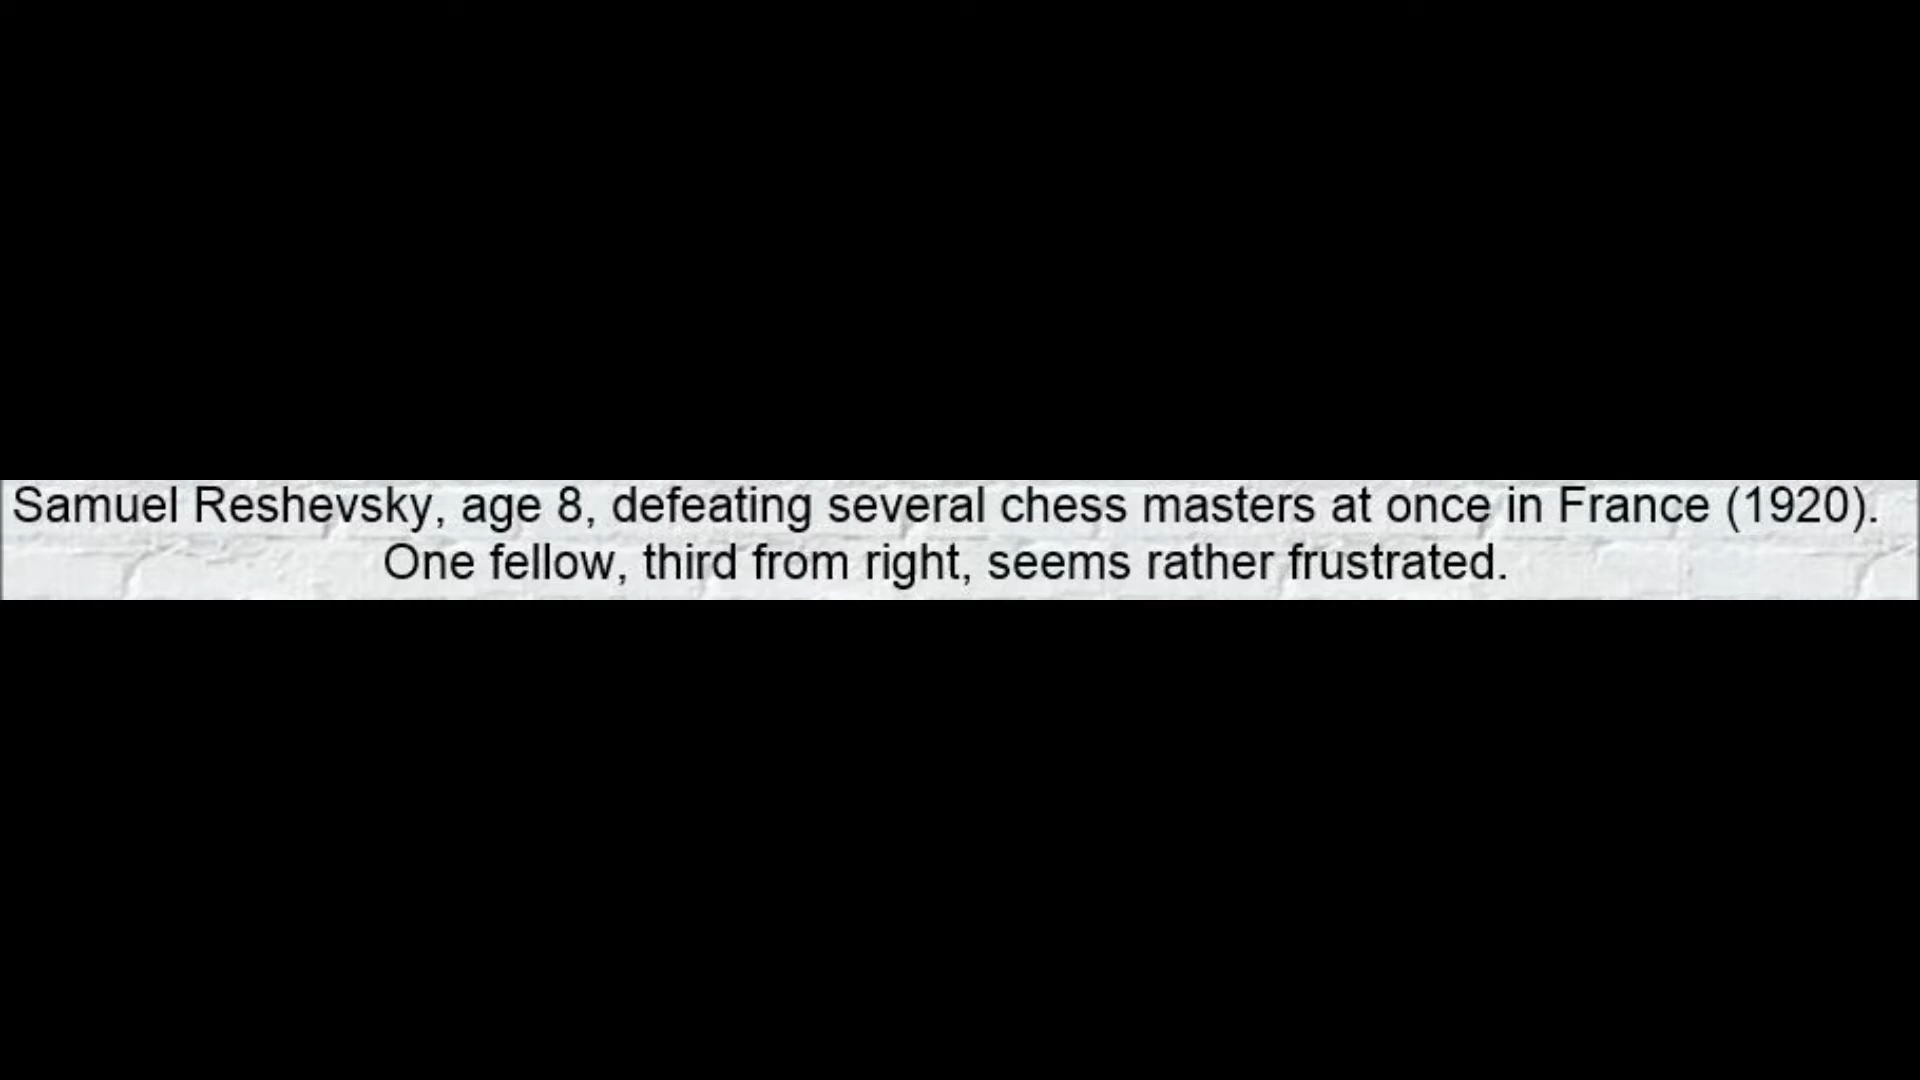 Samuel Reshevsky, age 8, defeating several chess masters at once in France (1920).
One fellow, third from right, seems rather frustrated.